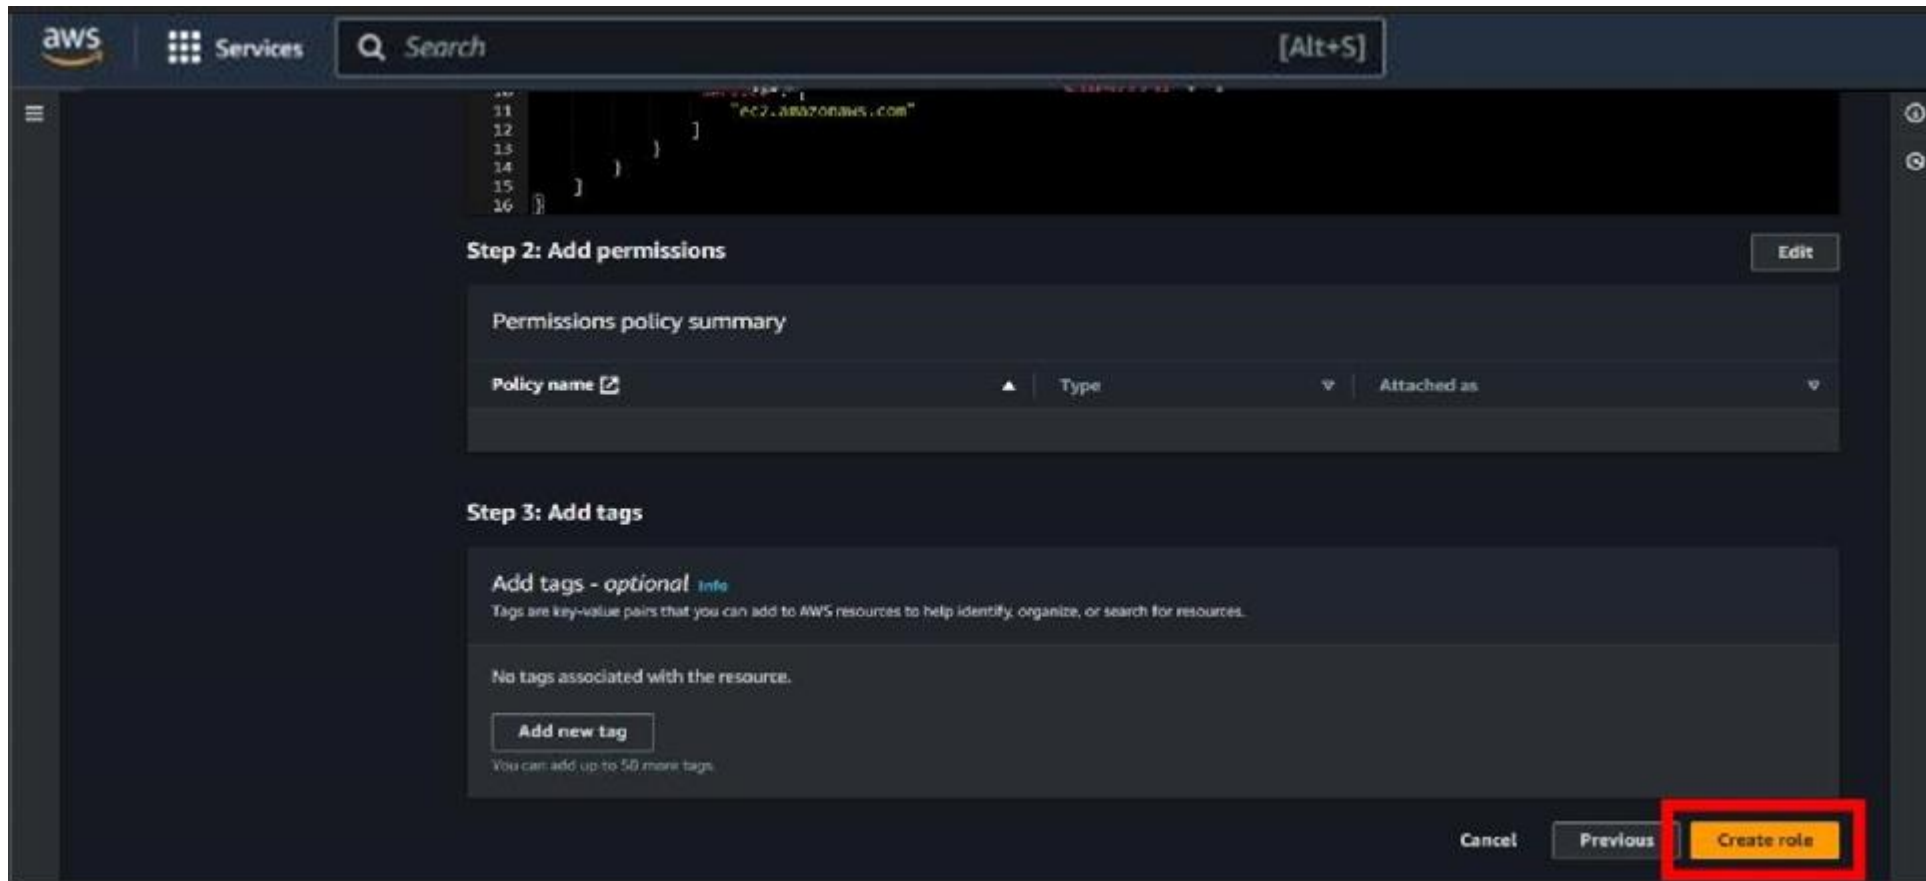 aws Services Search [Alt+S]
11 "ec2.amazonaws.com"
12 ]
13 }
14 }
15 ]
16 }
Step 2: Add permissions Edit
Permissions policy summary
Policy name Type Attached as
Step 3: Add tags
Add tags - optional Info
Tags are key-value pairs that you can add to AWS resources to help identify, organize, or search for resources.
No tags associated with the resource.
Add new tag
You can add up to 50 more tags.
Cancel Previous Create role